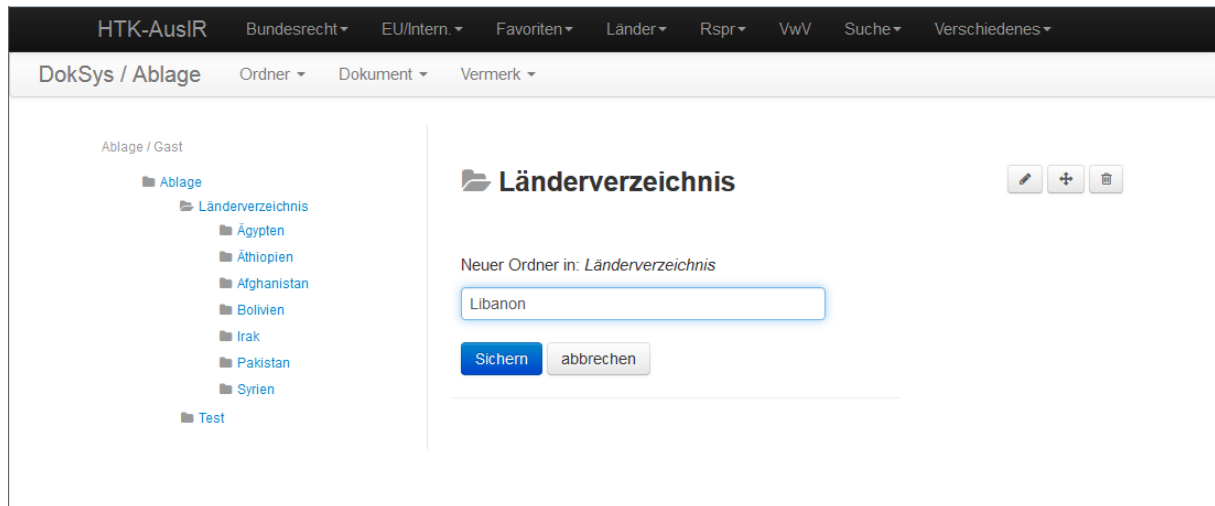 HTK-AuslR Bundesrecht EU/Intern. Favoriten Länder Rspr VwV Suche Verschiedenes
DokSys / Ablage Ordner Dokument Vermerk
Ablage / Gast
Ablage
Länderverzeichnis
Ägypten
Äthiopien
Afghanistan
Bolivien
Irak
Pakistan
Syrien
Test
Länderverzeichnis
Neuer Ordner in: Länderverzeichnis
Libanon
Sichern abbrechen